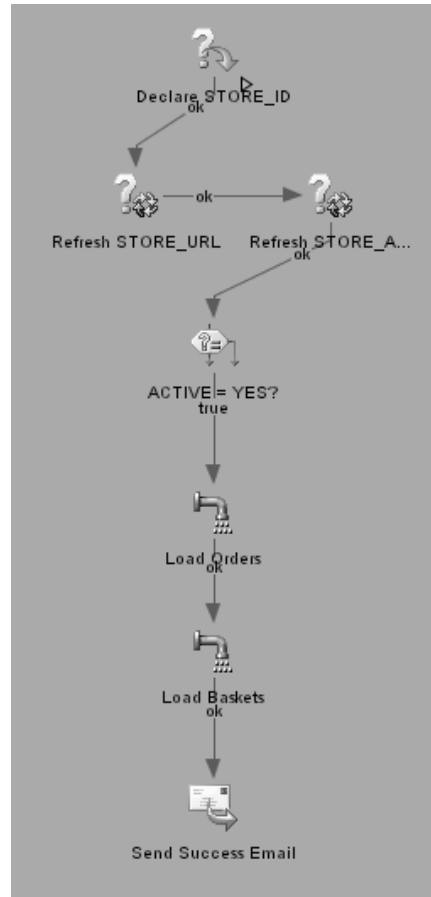 Declare STORE_ID
ok
ok
Refresh STORE_URL
Refresh STORE_A...
ok
ACTIVE = YES?
true
Load Orders
ok
Load Baskets
ok
Send Success Email